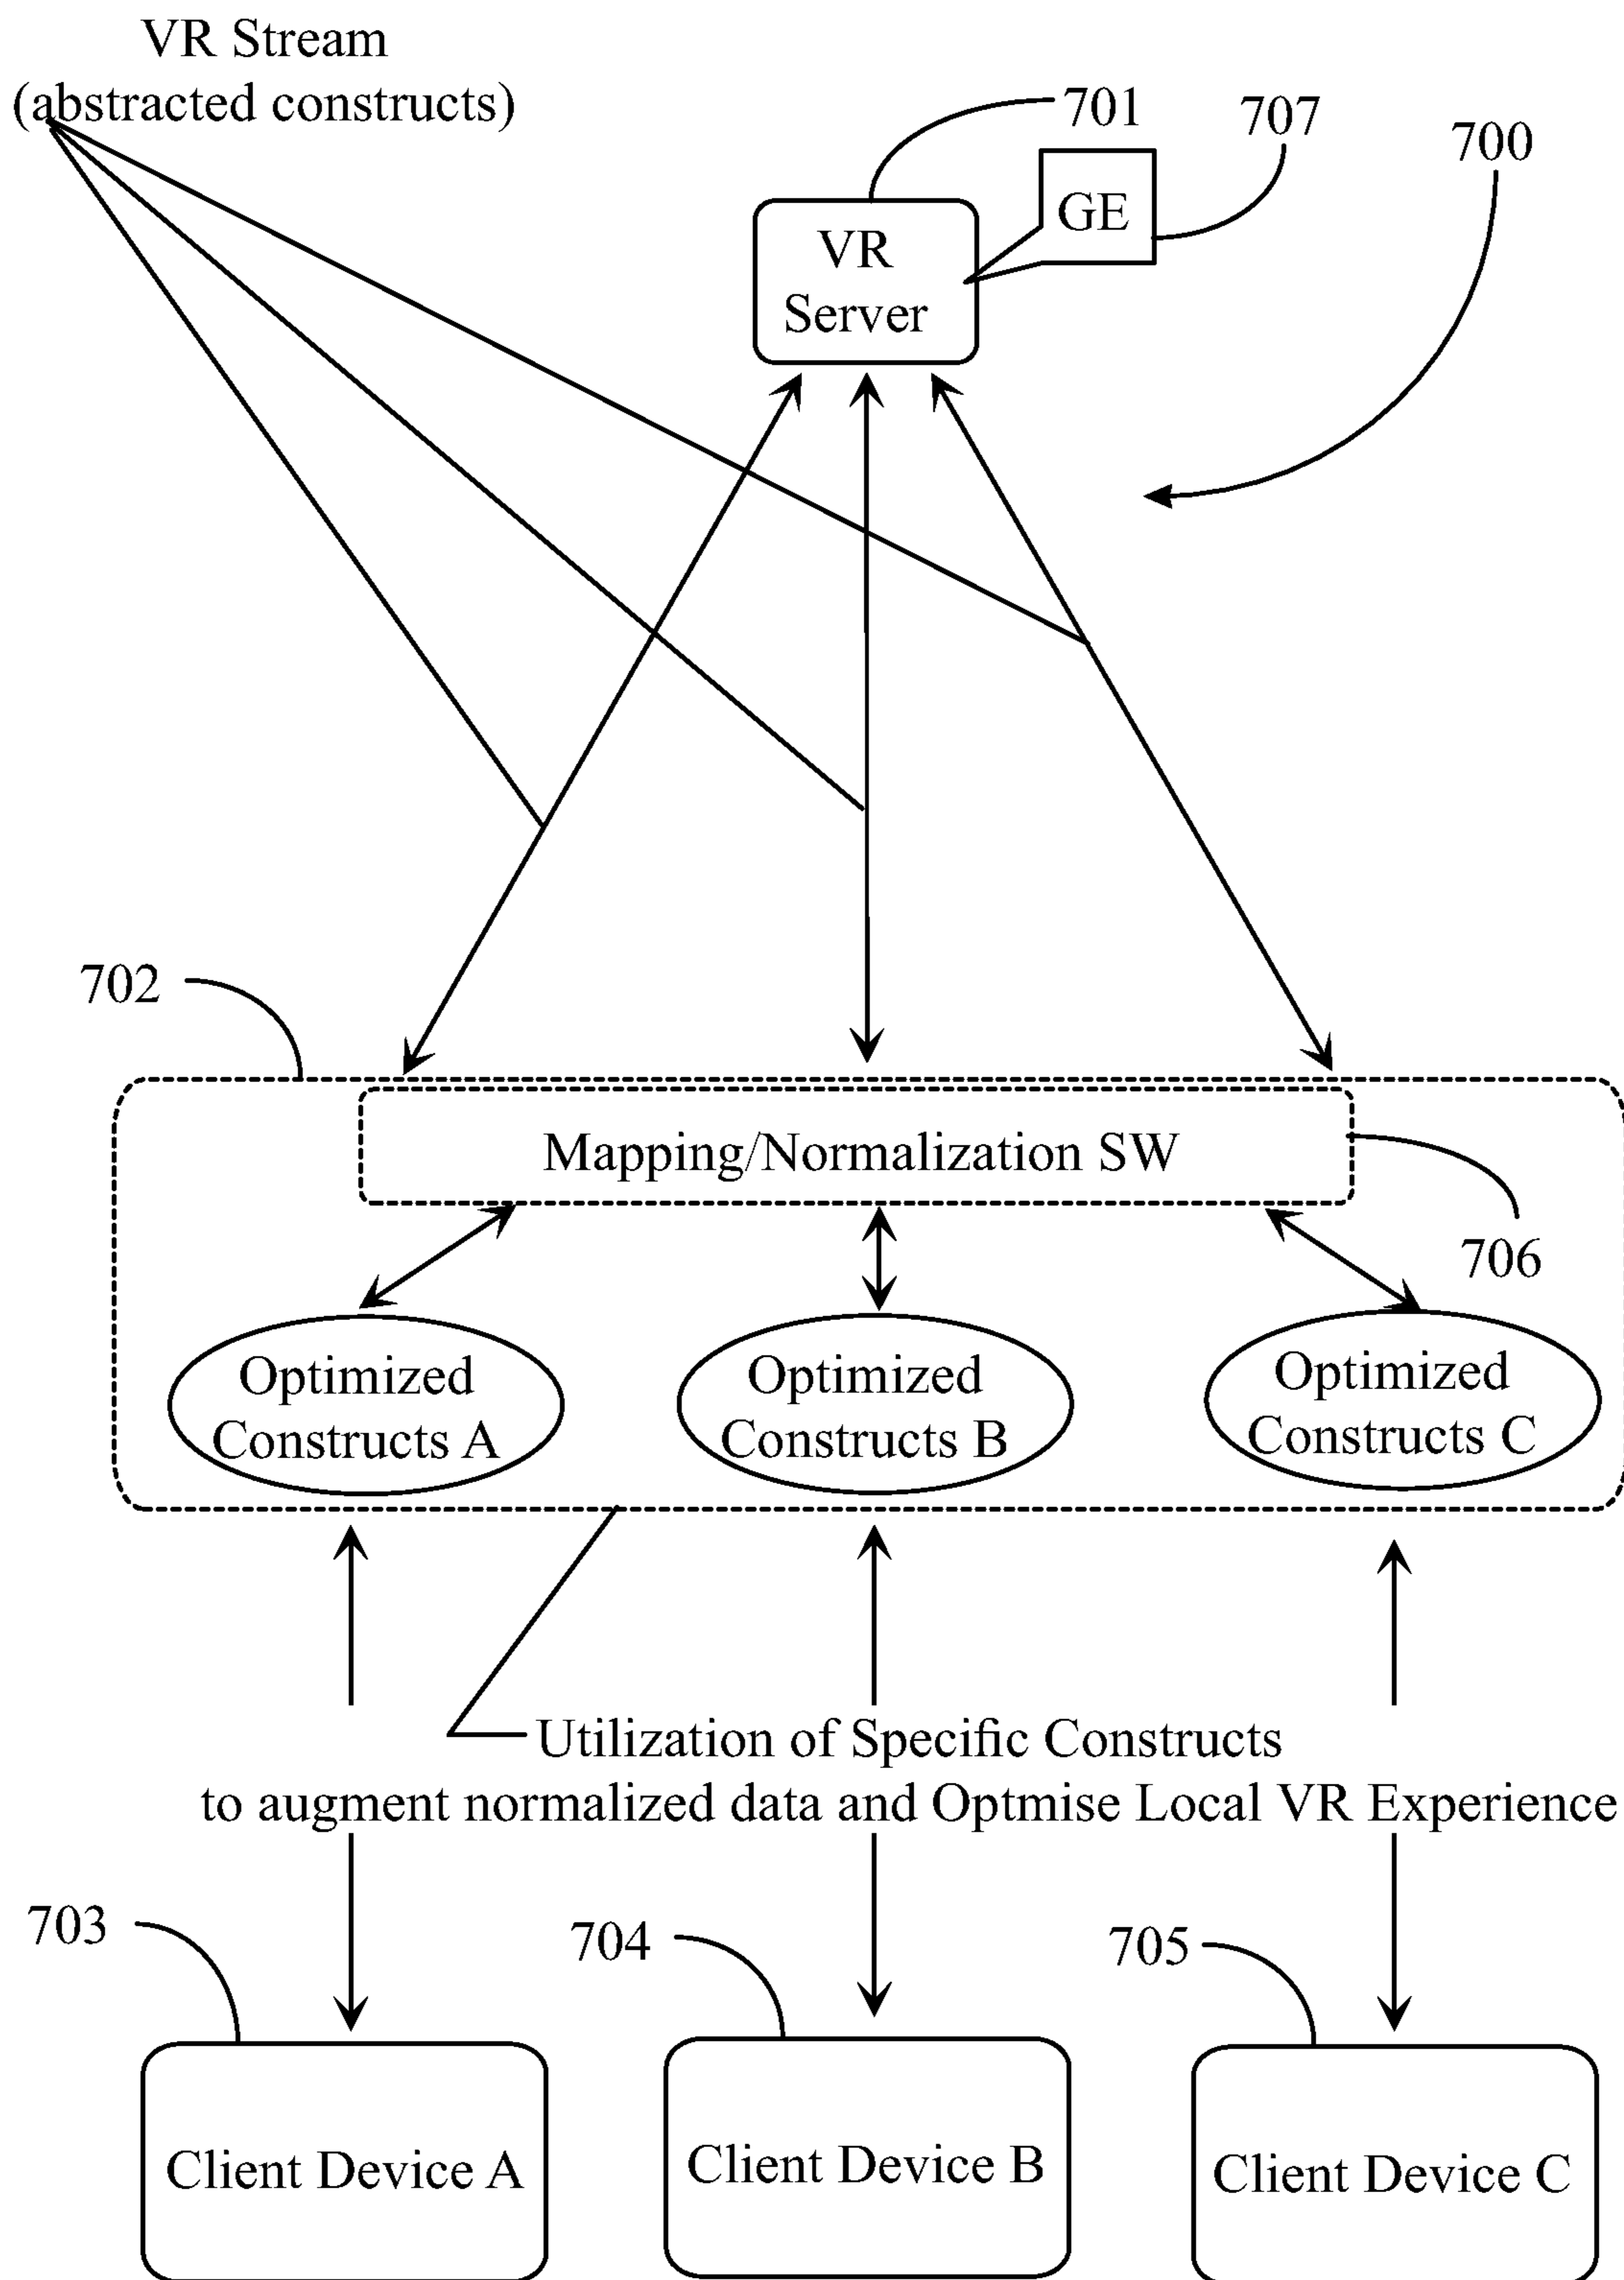 VR Stream
(abstracted constructs)
701
707
700
GE
VR
Server
702
Mapping/Normalization SW
706
Optimized
Constructs A
Optimized
Constructs B
Optimized
Constructs C
Utilization of Specific Constructs
to augment normalized data and Optmise Local VR Experience
703
704
705
Client Device A
Client Device B
Client Device C